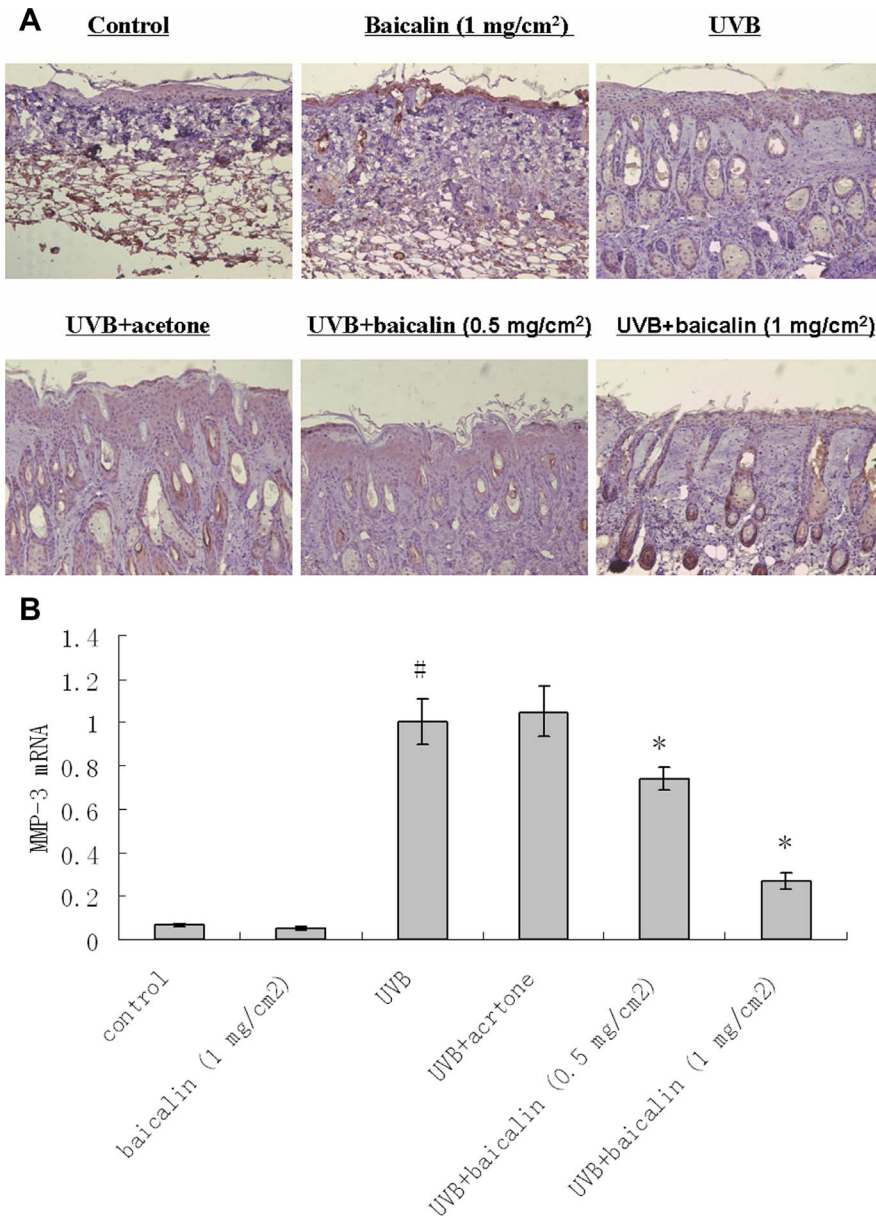 A
Control
Baicalin (1 mg/cm²)
UVB
UVB+acetone
UVB+baicalin (0.5 mg/cm²)
UVB+baicalin (1 mg/cm²)
B
MMP-3 mRNA
1.4
1.2
1
0.8
0.6
0.4
0.2
0
#
*
*
control
baicalin (1 mg/cm2)
UVB
UVB+acrtone
UVB+baicalin (0.5 mg/cm2)
UVB+baicalin (1 mg/cm2)